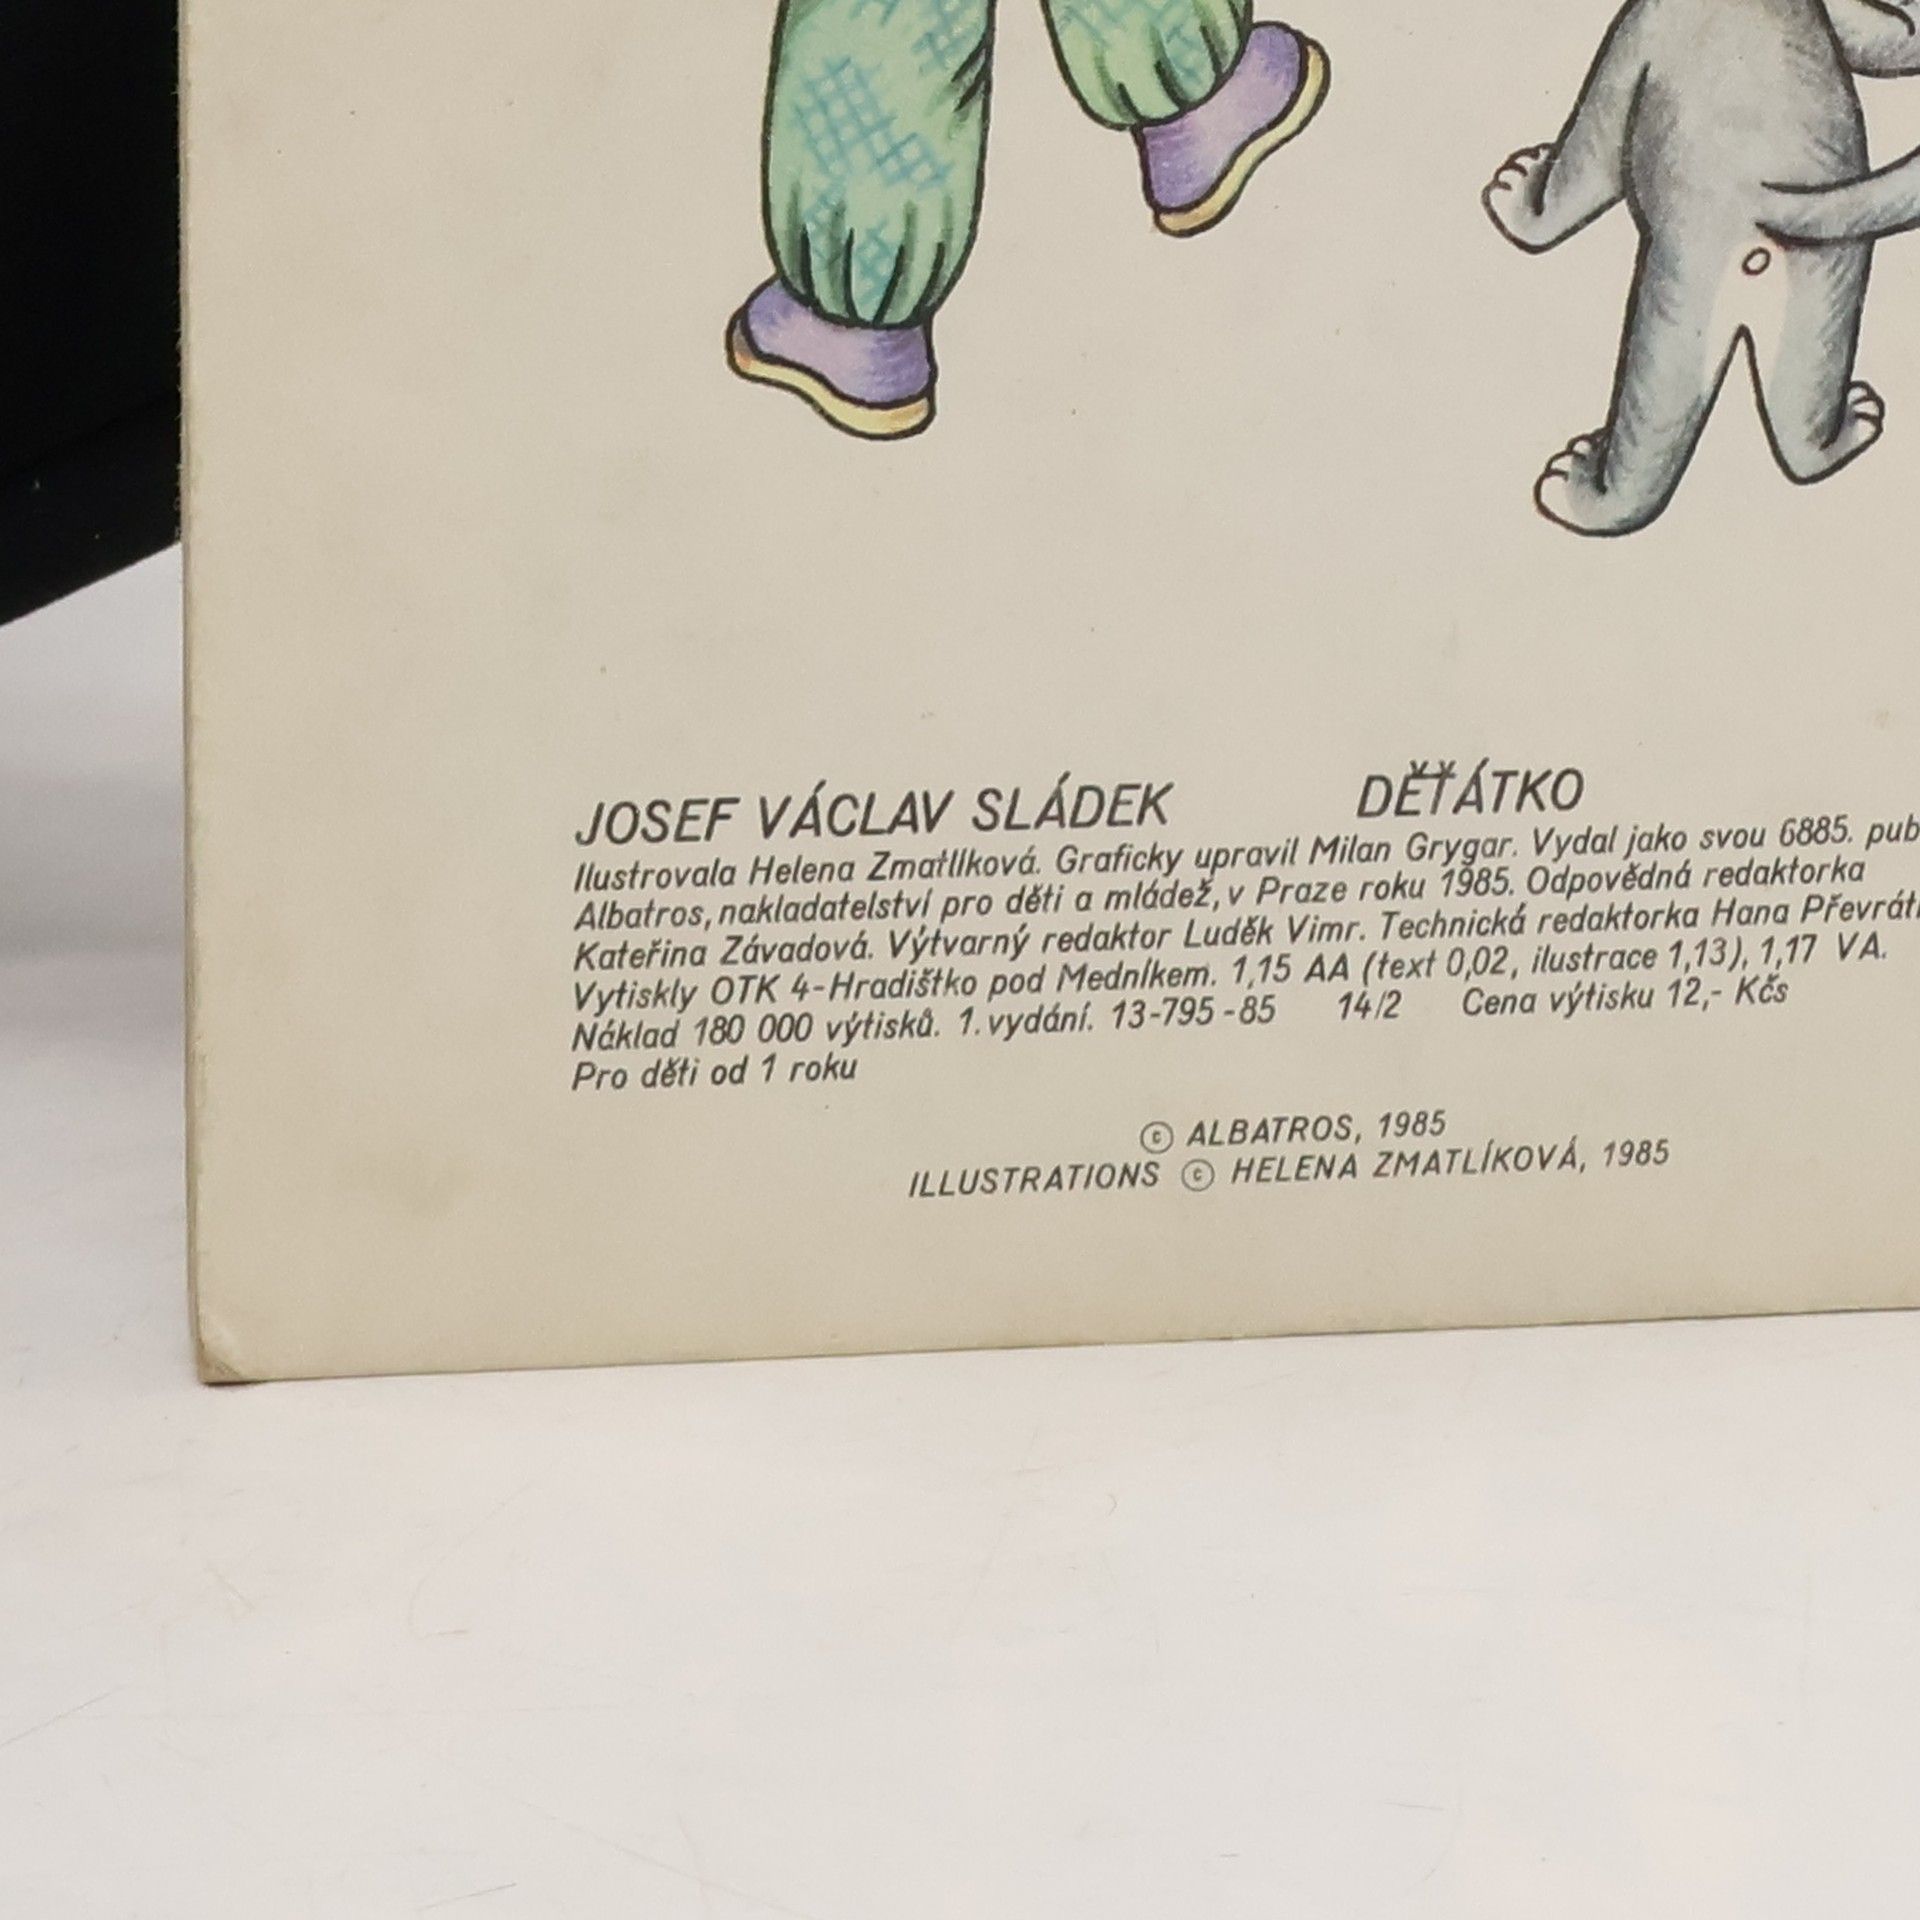 JOSEF VÁCLAV SLÁDEK DĚŤÁTKO
Ilustrovala Helena Zmatlíková. Graficky upravil Milan Grygar. Vydal jako svou 6885. pub
Albatros, nakladatelství pro děti a mládež, v Praze roku 1985. Odpovědná redaktorka
Kateřina Závadová. Výtvarný redaktor Luděk Vimr. Technická redaktorka Hana Převrát
Vytiskly OTK 4-Hradištko pod Medníkem. 1,15 AA (text 0,02, ilustrace 1,13), 1,17 VA.
Náklad 180 000 výtisků. 1. vydání. 13-795-85 14/2 Cena výtisku 12,- Kčs
Pro děti od 1 roku
© ALBATROS, 1985
ILLUSTRATIONS © HELENA ZMATLÍKOVÁ, 1985